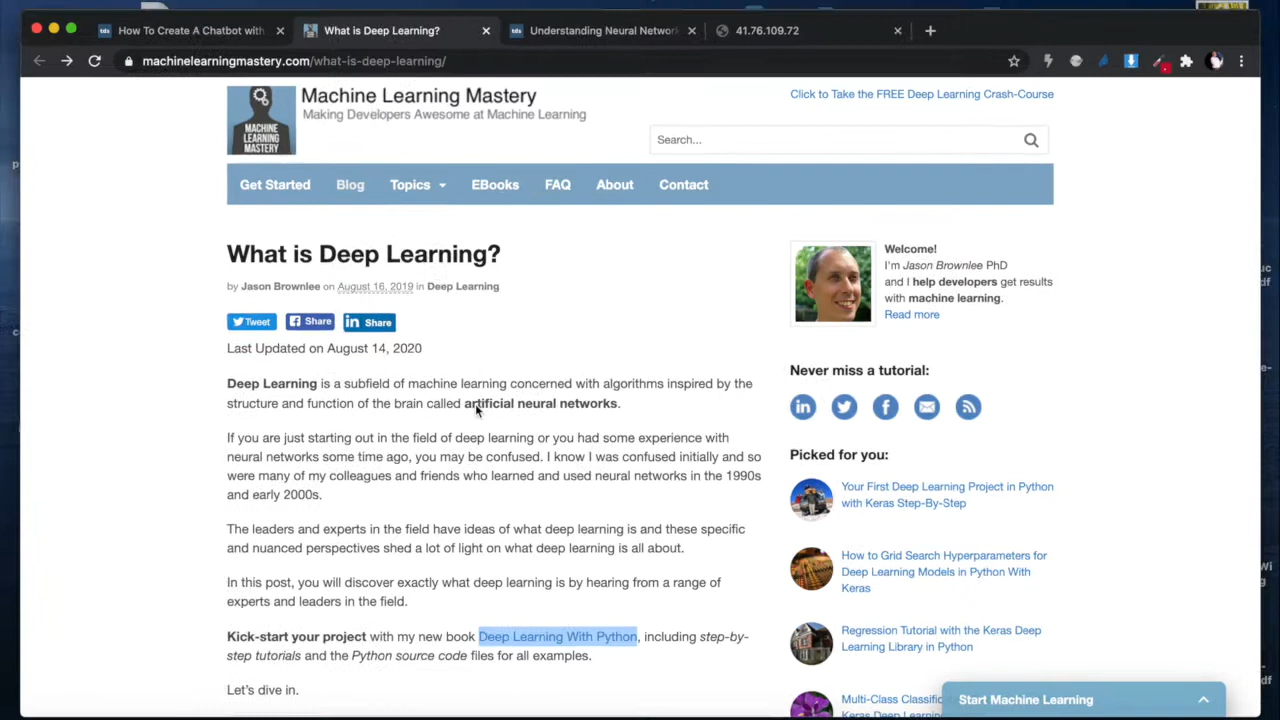 How To Create A Chatbot with
What is Deep Learning?
Understanding Neural Network
41.76.109.72
machinelearningmastery.com/what-is-deep-learning/
MACHINE
LEARNING
MASTERY
Machine Learning Mastery
Making Developers Awesome at Machine Learning
Click to Take the FREE Deep Learning Crash-Course
Search...
Get Started Blog Topics EBooks FAQ About Contact
What is Deep Learning?
by Jason Brownlee on August 16, 2019 in Deep Learning
Tweet Share Share
Last Updated on August 14, 2020
Deep Learning is a subfield of machine learning concerned with algorithms inspired by the
structure and function of the brain called artificial neural networks.
If you are just starting out in the field of deep learning or you had some experience with
neural networks some time ago, you may be confused. I know I was confused initially and so
were many of my colleagues and friends who learned and used neural networks in the 1990s
and early 2000s.
The leaders and experts in the field have ideas of what deep learning is and these specific
and nuanced perspectives shed a lot of light on what deep learning is all about.
In this post, you will discover exactly what deep learning is by hearing from a range of
experts and leaders in the field.
Kick-start your project with my new book Deep Learning With Python, including step-by-
step tutorials and the Python source code files for all examples.
Let's dive in.
Welcome!
I'm Jason Brownlee PhD
and I help developers get results
with machine learning.
Read more
Never miss a tutorial:
Picked for you:
Your First Deep Learning Project in Python
with Keras Step-By-Step
How to Grid Search Hyperparameters for
Deep Learning Models in Python With
Keras
Regression Tutorial with the Keras Deep
Learning Library in Python
Multi-Class Classific
Keras Deep Learnin
Start Machine Learning